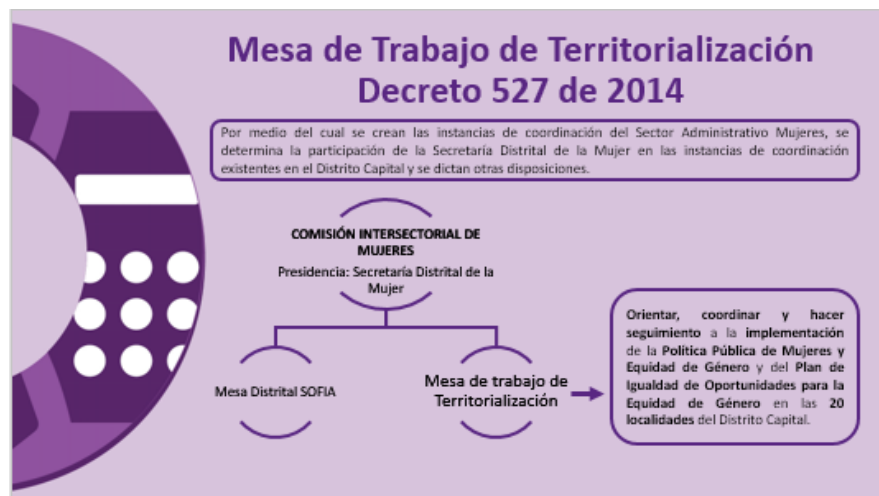 Mesa de Trabajo de Territorialización
Decreto 527 de 2014
Por medio del cual se crean las instancias de coordinación del Sector Administrativo Mujeres, se
determina la participación de la Secretaría Distrital de la Mujer en las instancias de coordinación
existentes en el Distrito Capital y se dictan otras disposiciones.
COMISIÓN INTERSECTORIAL DE
MUJERES
Presidencia: Secretaría Distrital de la
Mujer
Mesa Distrital SOFIA
Mesa de trabajo de
Territorialización
Orientar, coordinar y hacer
seguimiento a la implementación
de la Política Pública de Mujeres y
Equidad de Género y del Plan de
Igualdad de Oportunidades para la
Equidad de Género en las 20
localidades del Distrito Capital.